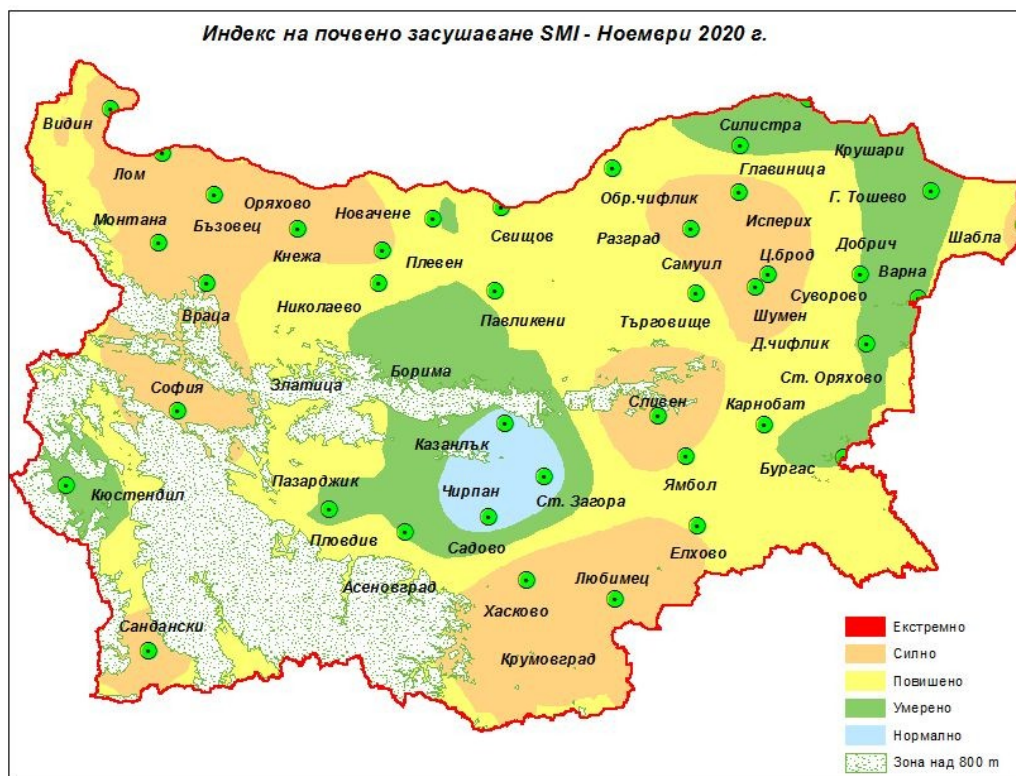 Индекс на почвено засушаване SMI - Ноември 2020 г.
Видин
Силистра
Крушари
Лом
Главиница
Обр.чифлик
Г. Тошево
Оряхово
Новачене
Исперих
Монтана
Бъзовец
Свищов
Разград
Добрич
Шабла
Кнежа
Плевен
Самуил
Ц.брод
Варна
Враца
Николаево
Павликени
Суворово
Търговище
Шумен
Д.чифлик
Борима
Ст. Оряхово
София
Златица
Сливен
Карнобат
Казанлък
Бургас
Ямбол
Пазарджик
Кюстендил
Чирпан
Ст. Загора
Пловдив
Садово
Елхово
Асеновград
Любимец
Хасково
Сандански
Крумовград
Екстремно
Силно
Повишено
Умерено
Нормално
Зона над 800 m